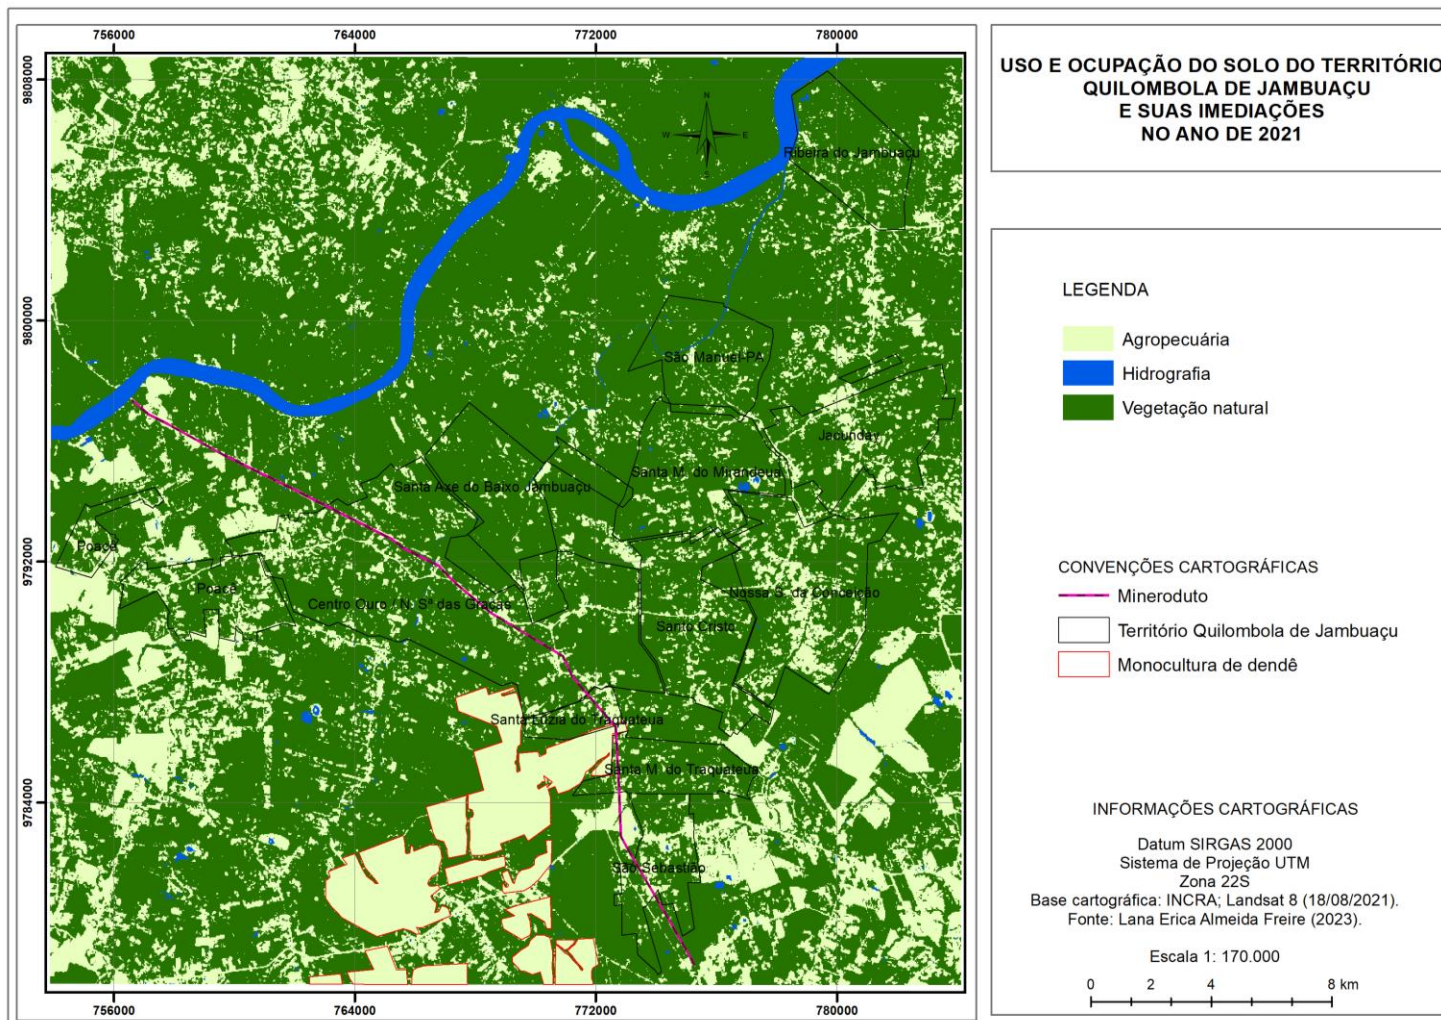 756000 764000 772000 780000
9808000
9800000
9792000
9784000
N
W E
S
Ribeira do Jambuaçu
São Manuel-PA
Jacunday
Santa M. do Mirandeua
Santa Axe do Baixo Jambuaçu
Poacê
Poacê
Nossa S. da Conceição
Centro Ouro / N. Sª das Graças
Santo Cristo
Santa Luzia do Traquateua
Santa M. do Traquateua
São Sebastião
756000 764000 772000 780000
USO E OCUPAÇÃO DO SOLO DO TERRITÓRIO
QUILOMBOLA DE JAMBUAÇU
E SUAS IMEDIAÇÕES
NO ANO DE 2021
LEGENDA
Agropecuária
Hidrografia
Vegetação natural
CONVENÇÕES CARTOGRÁFICAS
Mineroduto
Território Quilombola de Jambuaçu
Monocultura de dendê
INFORMAÇÕES CARTOGRÁFICAS
Datum SIRGAS 2000
Sistema de Projeção UTM
Zona 22S
Base cartográfica: INCRA; Landsat 8 (18/08/2021).
Fonte: Lana Erica Almeida Freire (2023).
Escala 1: 170.000
0 2 4 8 km